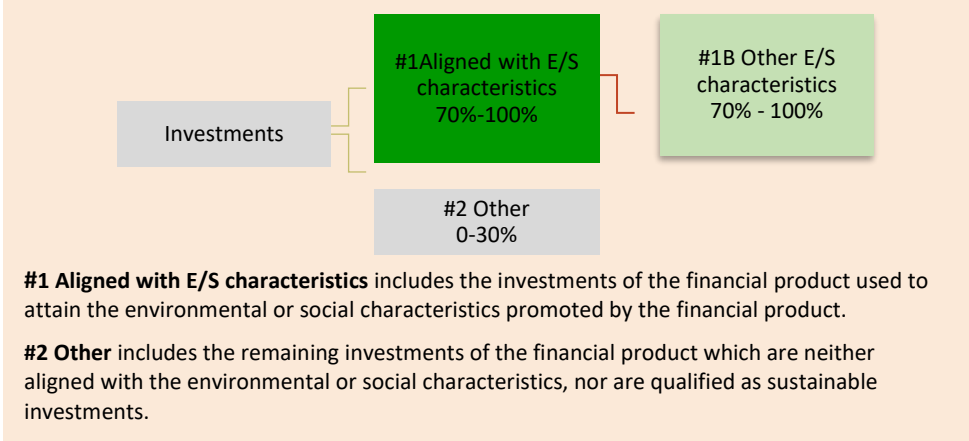 #1Aligned with E/S
characteristics
70%-100%
#1B Other E/S
characteristics
70% - 100%
Investments
#2 Other
0-30%
#1 Aligned with E/S characteristics includes the investments of the financial product used to
attain the environmental or social characteristics promoted by the financial product.
#2 Other includes the remaining investments of the financial product which are neither
aligned with the environmental or social characteristics, nor are qualified as sustainable
investments.